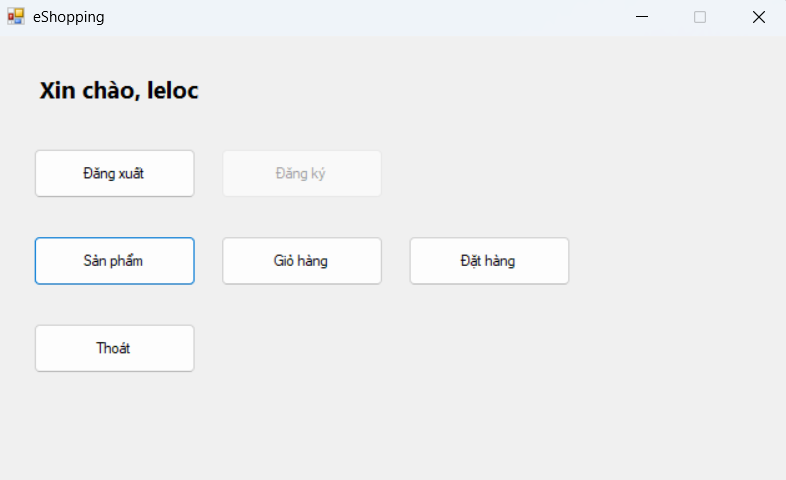 eShopping
Xin chào, leloc
Đăng xuất
Đăng ký
Sản phẩm
Giỏ hàng
Đặt hàng
Thoát